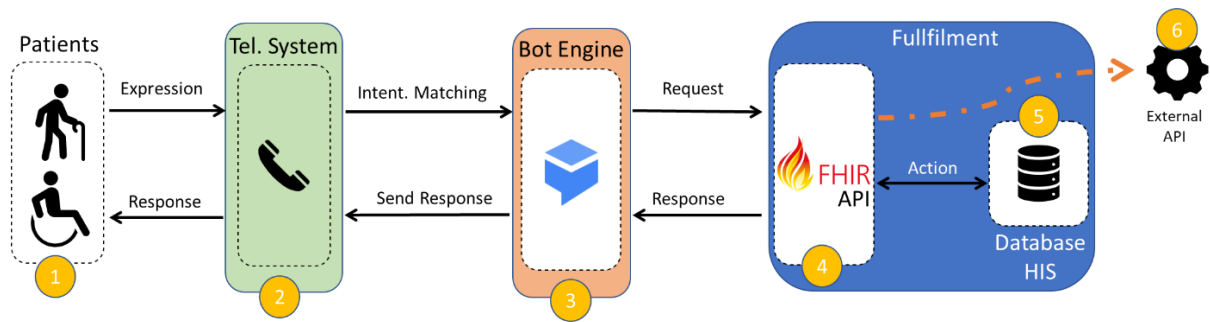 Patients
Expression
Response
1
Tel. System
2
Intent. Matching
Send Response
Bot Engine
3
Request
Response
Fullfilment
FHIR
API
4
Action
5
Database
HIS
6
External
API